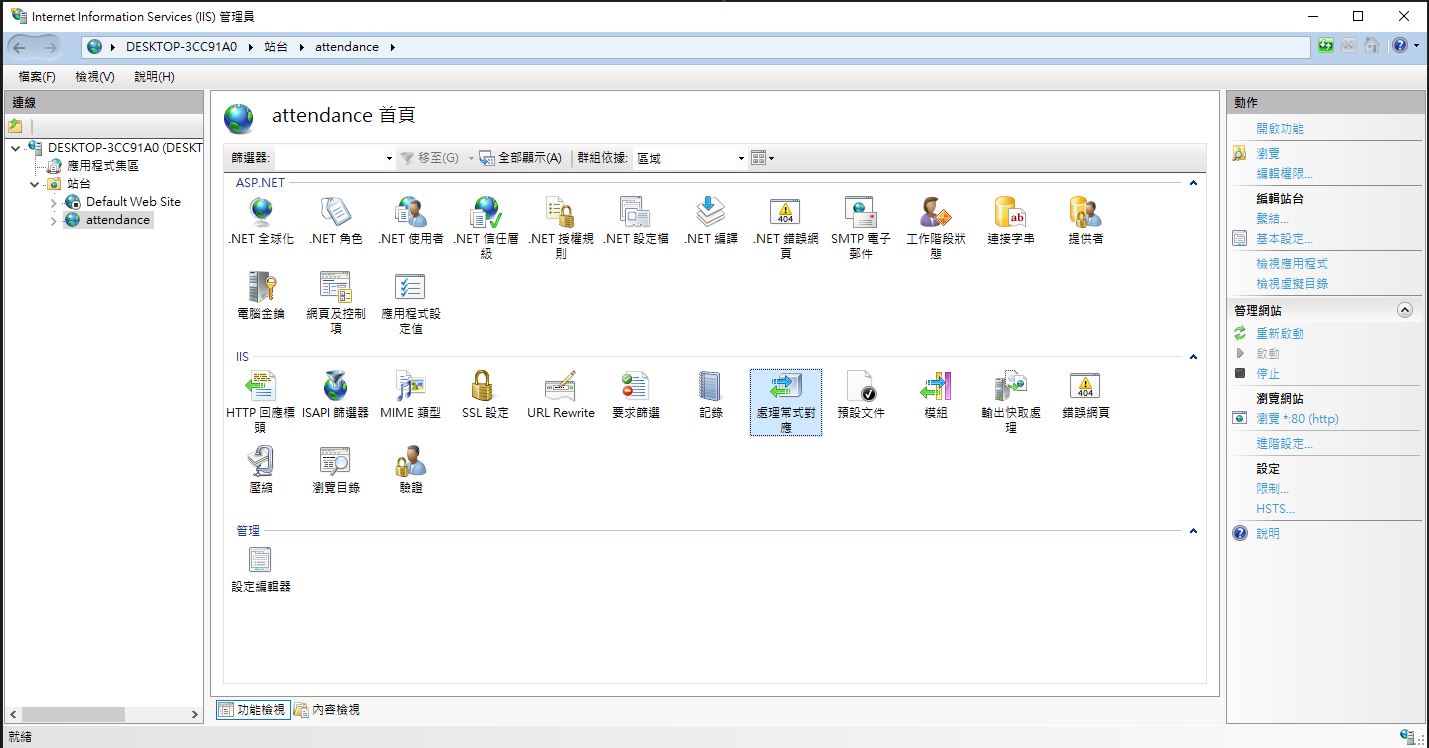 Internet Information Services (IIS) 管理員
DESKTOP-3CC91A0 站台 attendance
檔案(F) 檢視(V) 說明(H)
連線
DESKTOP-3CC91A0 (DESKT
應用程式集區
站台
Default Web Site
attendance
attendance 首頁
篩選器: 移至(G) 全部顯示(A) 群組依據: 區域
ASP.NET
.NET 全球化
.NET 角色
.NET 使用者
.NET 信任層
級
.NET 授權規
則
.NET 設定檔
.NET 編譯
.NET 錯誤網
頁
SMTP 電子
郵件
工作階段狀
態
連接字串
提供者
電腦金鑰
網頁及控制
項
應用程式設
定值
IIS
HTTP 回應標
頭
ISAPI 篩選器
MIME 類型
SSL 設定
URL Rewrite
要求篩選
記錄
處理常式對
應
預設文件
模組
輸出快取處
理
錯誤網頁
壓縮
瀏覽目錄
驗證
管理
設定編輯器
功能檢視 內容檢視
動作
開啟功能
瀏覽
編輯權限...
編輯站台
繫結...
基本設定...
檢視應用程式
檢視虛擬目錄
管理網站
重新啟動
啟動
停止
瀏覽網站
瀏覽 *:80 (http)
進階設定...
設定
限制...
HSTS...
說明
就緒
404
ab
404